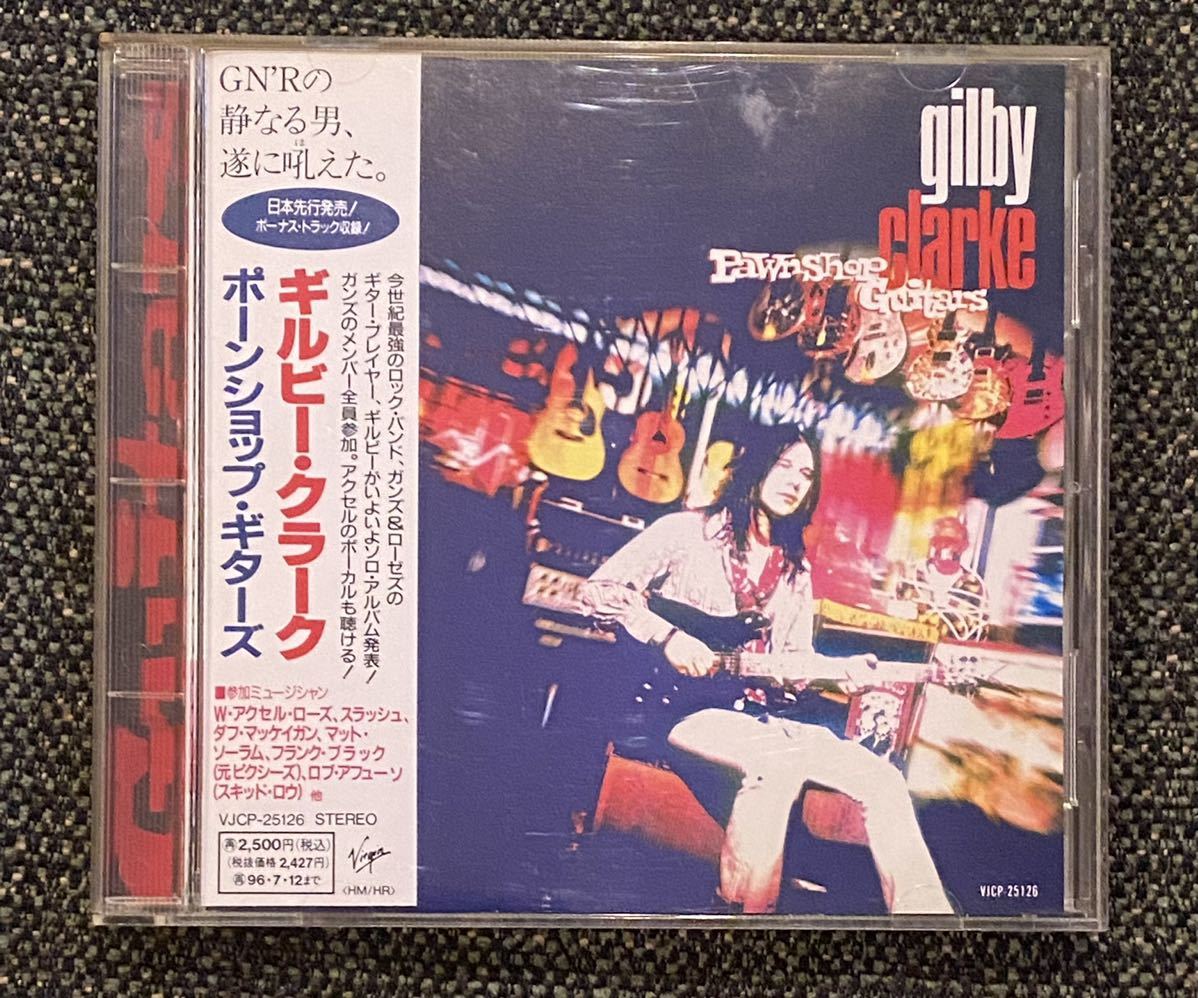 GN'Rの
静なる男、
遂に吼えた。
は
日本先行発売!
ボーナス・トラック収録!
ギルビー・クラーク
ポーンショップ・ギターズ
今世紀最強のロック・バンド、ガンズ&ローゼズの
ギター・プレイヤー、ギルビーがいよいよソロ・アルバム発表!
ガンズのメンバー全員参加。アクセルのボーカルも聴ける!
■参加ミュージシャン
W・アクセル・ローズ、スラッシュ、
ダフ・マッケイガン、マット・
ソーラム、フランク・ブラック
(元ピクシーズ)、ロブ・アフューソ
(スキッド・ロウ) 他
VJCP-25126 STEREO
再2,500円(税込)
(税抜価格 2,427円)
再96・7・12まで
Virgin
〈HM/HR〉
gilby
clarke
Pawnshop
Guitars
VJCP-25126